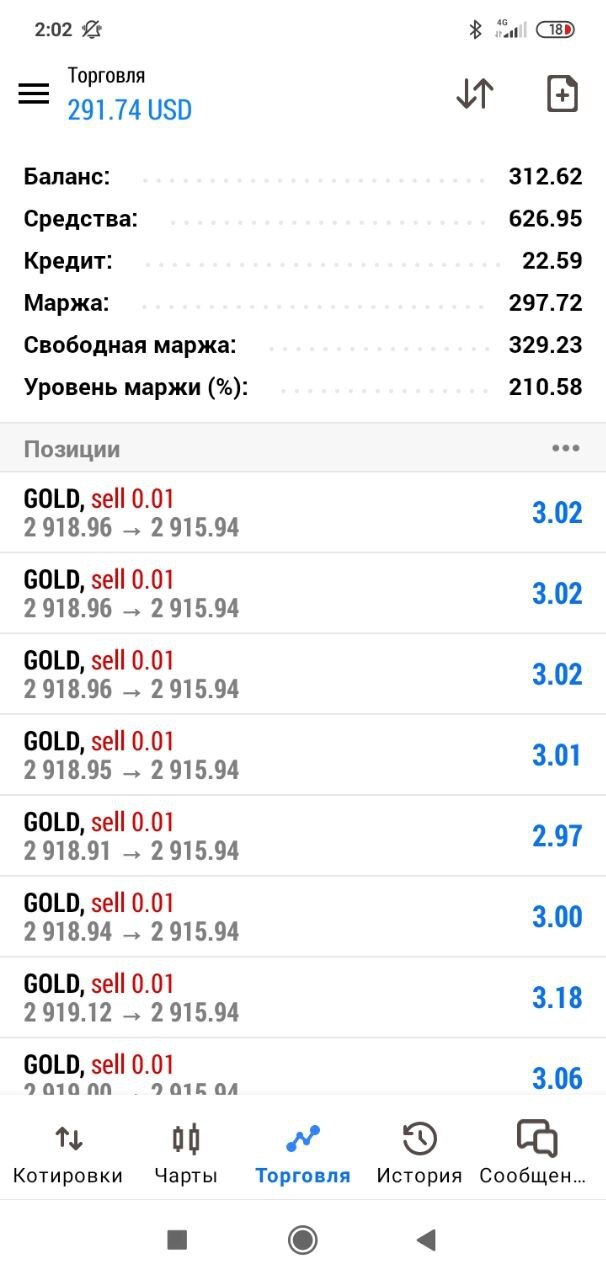 2:02
4G
18
Торговля
291.74 USD
Баланс: 312.62
Средства: 626.95
Кредит: 22.59
Маржа: 297.72
Свободная маржа: 329.23
Уровень маржи (%): 210.58
Позиции
GOLD, sell 0.01
2 918.96 → 2 915.94
3.02
GOLD, sell 0.01
2 918.96 → 2 915.94
3.02
GOLD, sell 0.01
2 918.96 → 2 915.94
3.02
GOLD, sell 0.01
2 918.95 → 2 915.94
3.01
GOLD, sell 0.01
2 918.91 → 2 915.94
2.97
GOLD, sell 0.01
2 918.94 → 2 915.94
3.00
GOLD, sell 0.01
2 919.12 → 2 915.94
3.18
GOLD, sell 0.01
2 919.00 → 2 915.94
3.06
Котировки
Чарты
Торговля
История
Сообщен...